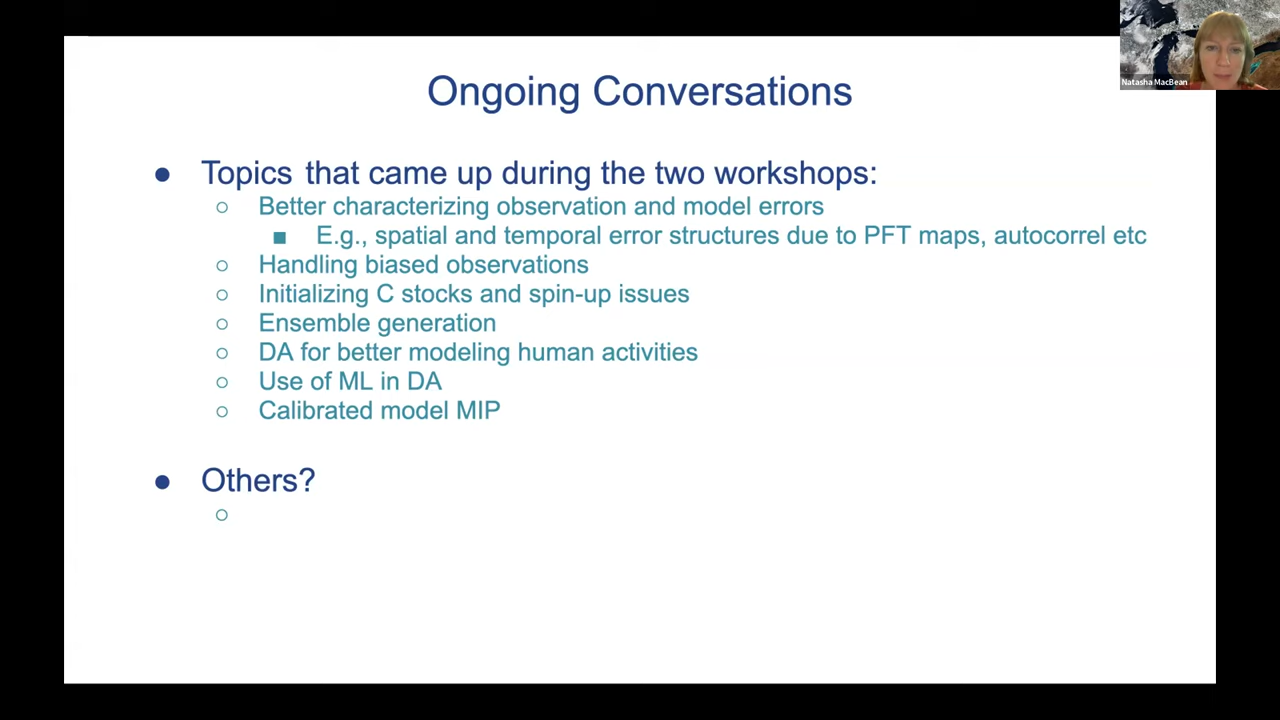 Natasha MacBean
Ongoing Conversations
● Topics that came up during the two workshops:
○ Better characterizing observation and model errors
■ E.g., spatial and temporal error structures due to PFT maps, autocorrel etc
○ Handling biased observations
○ Initializing C stocks and spin-up issues
○ Ensemble generation
○ DA for better modeling human activities
○ Use of ML in DA
○ Calibrated model MIP
● Others?
○